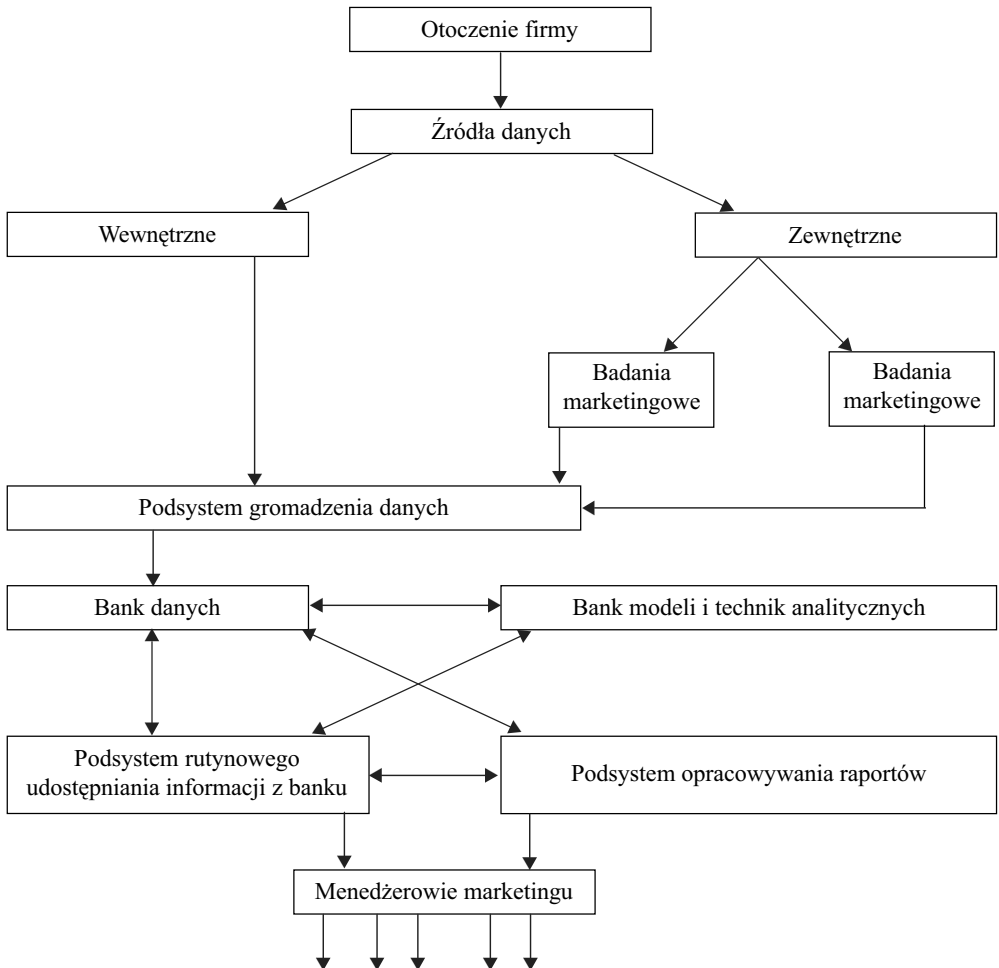 Otoczenie firmy
Źródła danych
Wewnętrzne
Zewnętrzne
Badania
marketingowe
Badania
marketingowe
Podsystem gromadzenia danych
Bank danych
Bank modeli i technik analitycznych
Podsystem rutynowego
udostępniania informacji z banku
Podsystem opracowywania raportów
Menedżerowie marketingu